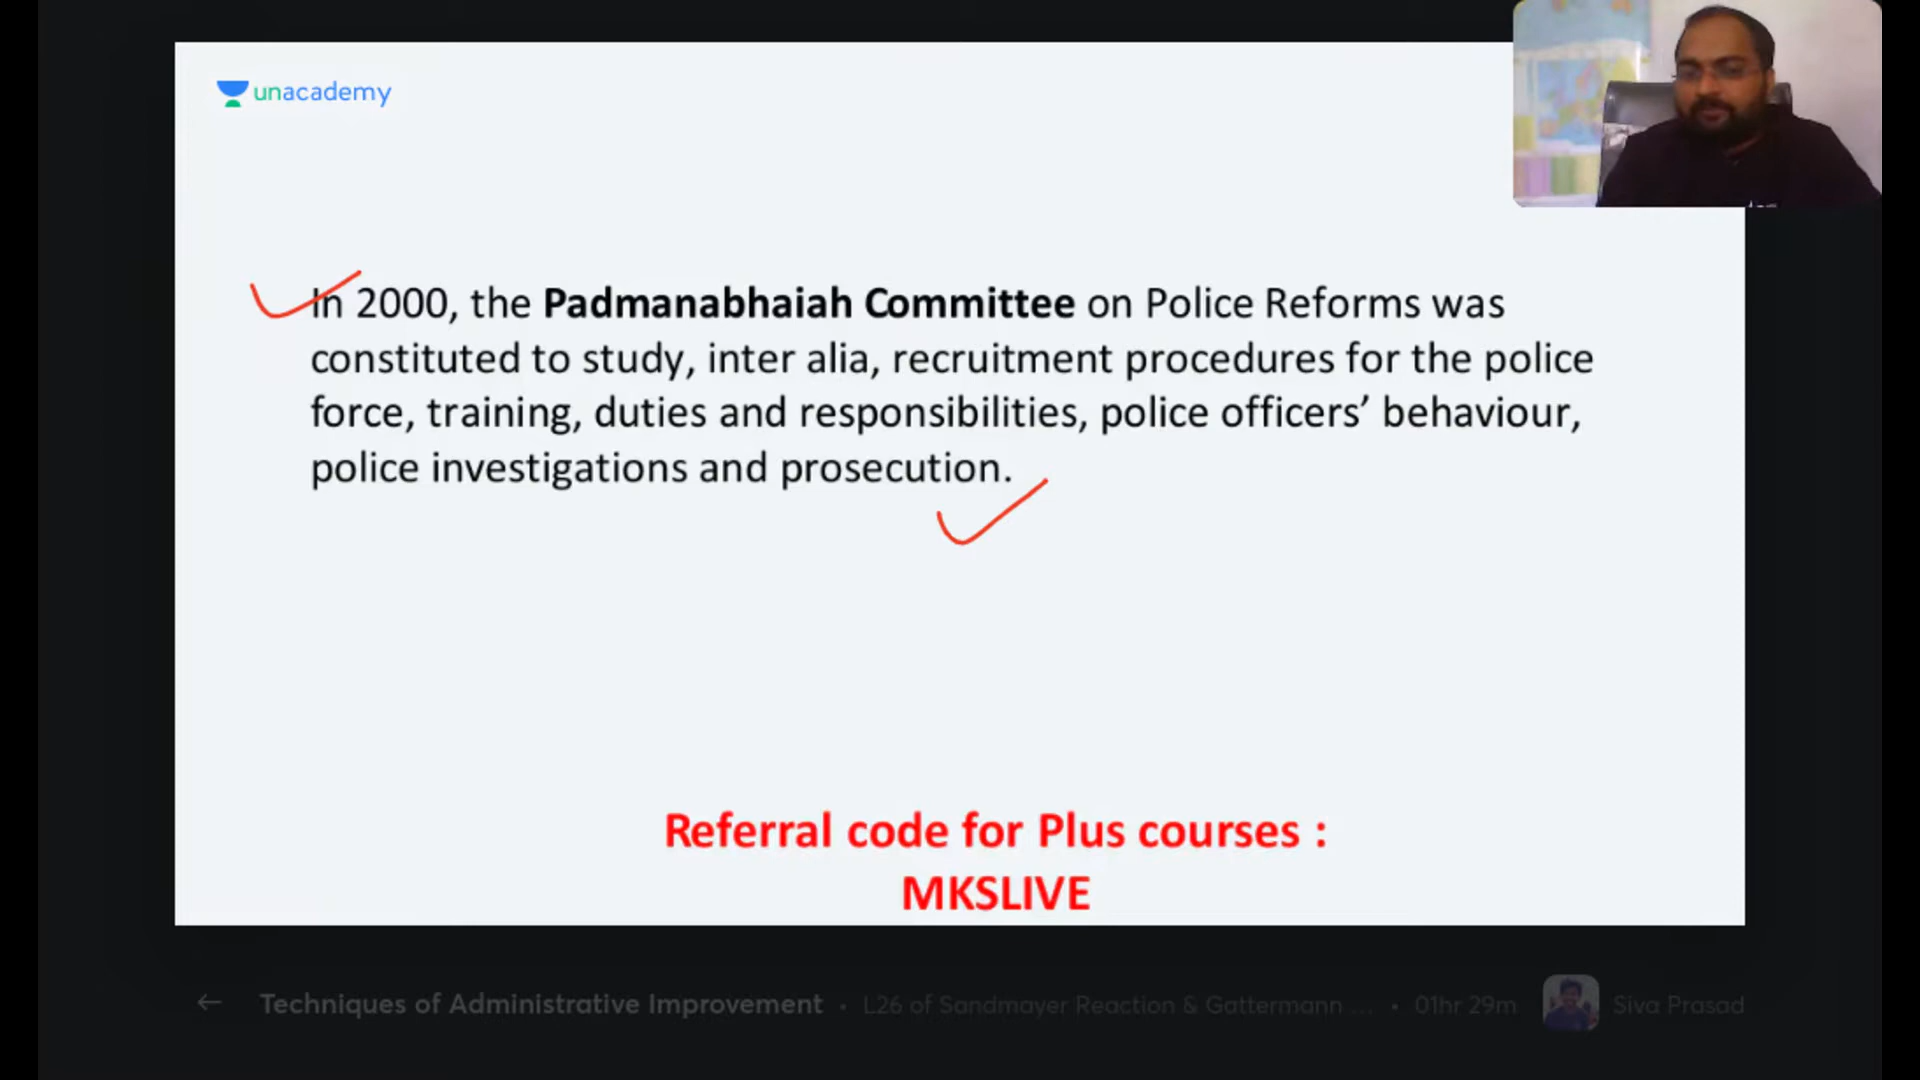 unacademy
In 2000, the Padmanabhaiah Committee on Police Reforms was
constituted to study, inter alia, recruitment procedures for the police
force, training, duties and responsibilities, police officers’ behaviour,
police investigations and prosecution.
Referral code for Plus courses :
MKSLIVE
← Techniques of Administrative Improvement • L26 of Sandmayer Reaction & Gattermann ... • 01hr 29m Siva Prasad